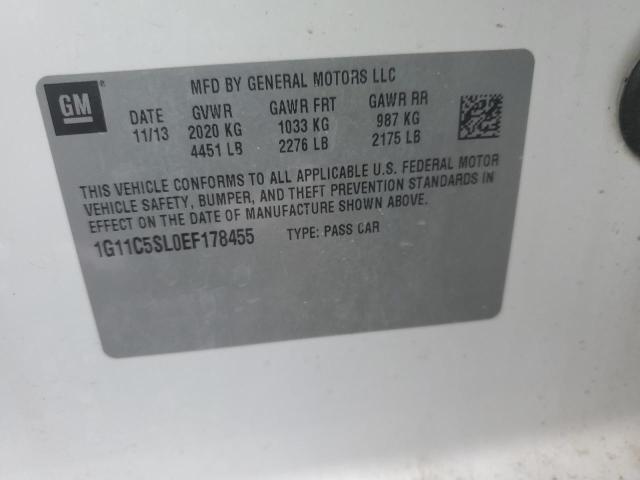 GM
MFD BY GENERAL MOTORS LLC
DATE GVWR GAWR FRT GAWR RR
11/13 2020 KG 1033 KG 987 KG
4451 LB 2276 LB 2175 LB
THIS VEHICLE CONFORMS TO ALL APPLICABLE U.S. FEDERAL MOTOR
VEHICLE SAFETY, BUMPER, AND THEFT PREVENTION STANDARDS IN
EFFECT ON THE DATE OF MANUFACTURE SHOWN ABOVE.
1G11C5SL0EF178455 TYPE: PASS CAR